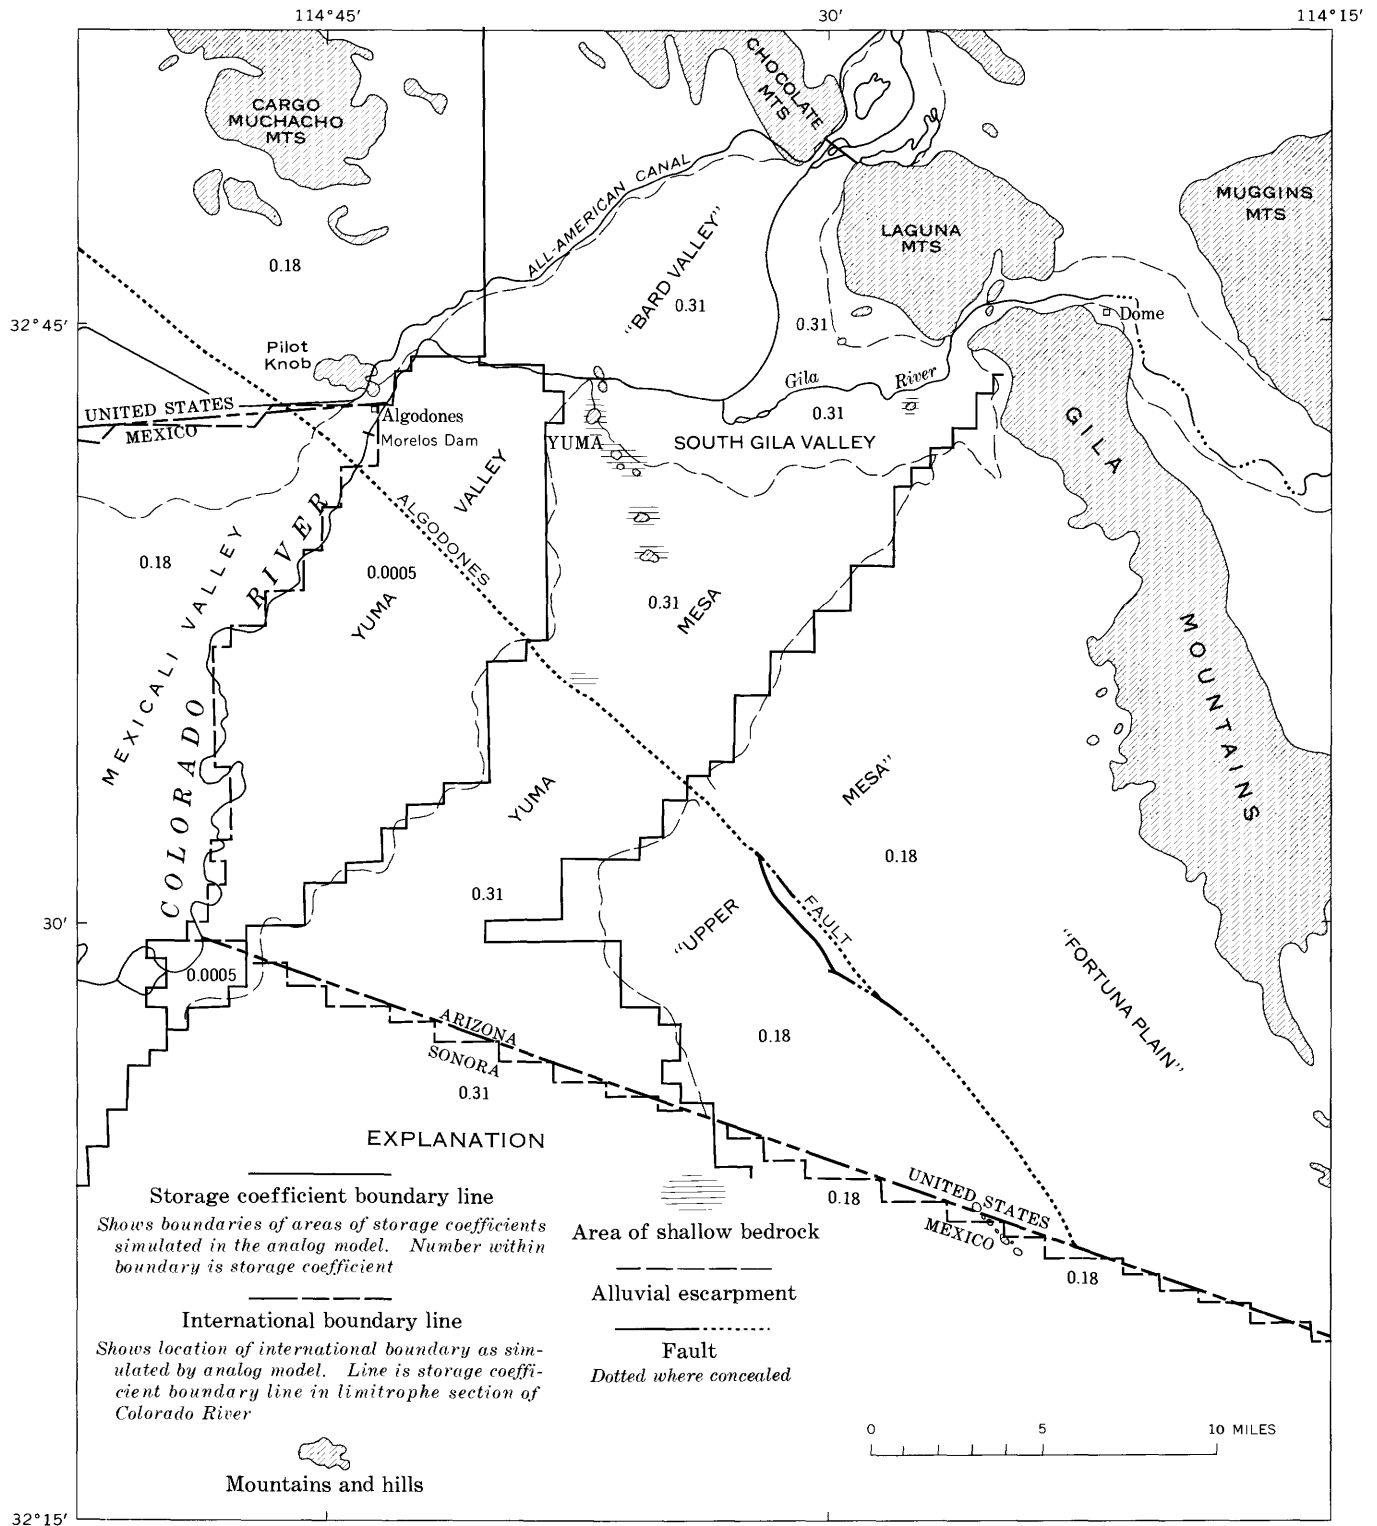 114°45′
30′
114°15′
CHOCOLATE
MTS
CARGO
MUCHACHO
MTS
ALL-AMERICAN CANAL
MUGGINS
MTS
LAGUNA
MTS
"BARD VALLEY"
0.18
0.31
0.31
32°45′
Dome
Pilot
Knob
Gila River
UNITED STATES
MEXICO
Algodones
Morelos Dam
0.31
YUMA
SOUTH GILA VALLEY
GILA
MOUNTAINS
VALLEY
YUMA
ALGODONES
FAULT
COLORADO
RIVER
MEXICALI VALLEY
0.18
0.0005
0.31
MESA
YUMA
MESA"
"UPPER
0.18
0.31
30′
"FORTUNA PLAIN"
0.0005
ARIZONA
SONORA
0.18
0.31
EXPLANATION
Storage coefficient boundary line
Shows boundaries of areas of storage coefficients
simulated in the analog model. Number within
boundary is storage coefficient
International boundary line
Shows location of international boundary as sim-
ulated by analog model. Line is storage coeffi-
cient boundary line in limitrophe section of
Colorado River
Mountains and hills
Area of shallow bedrock
Alluvial escarpment
Fault
Dotted where concealed
0.18
UNITED STATES
MEXICO
0.18
0 5 10 MILES
32°15′